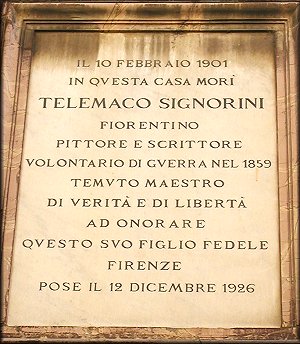 IL 10 FEBBRAIO 1901
IN QVESTA CASA MORÌ
TELEMACO SIGNORINI
FIORENTINO
PITTORE E SCRITTORE
VOLONTARIO DI GVERRA NEL 1859
TEMVTO MAESTRO
DI VERITÀ E DI LIBERTÀ
AD ONORARE
QVESTO SVO FIGLIO FEDELE
FIRENZE
POSE IL 12 DICEMBRE 1926